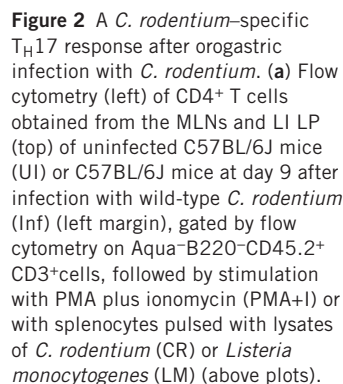 Figure 2 A C. rodentium–specific
TH17 response after orogastric
infection with C. rodentium. (a) Flow
cytometry (left) of CD4+ T cells
obtained from the MLNs and LI LP
(top) of uninfected C57BL/6J mice
(UI) or C57BL/6J mice at day 9 after
infection with wild-type C. rodentium
(Inf) (left margin), gated by flow
cytometry on Aqua−B220−CD45.2+
CD3+cells, followed by stimulation
with PMA plus ionomycin (PMA+I) or
with splenocytes pulsed with lysates
of C. rodentium (CR) or Listeria
monocytogenes (LM) (above plots).